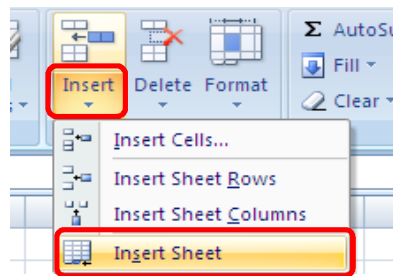 Σ AutoSu
Insert Delete Format
Fill
Clear
Insert Cells...
Insert Sheet Rows
Insert Sheet Columns
Insert Sheet